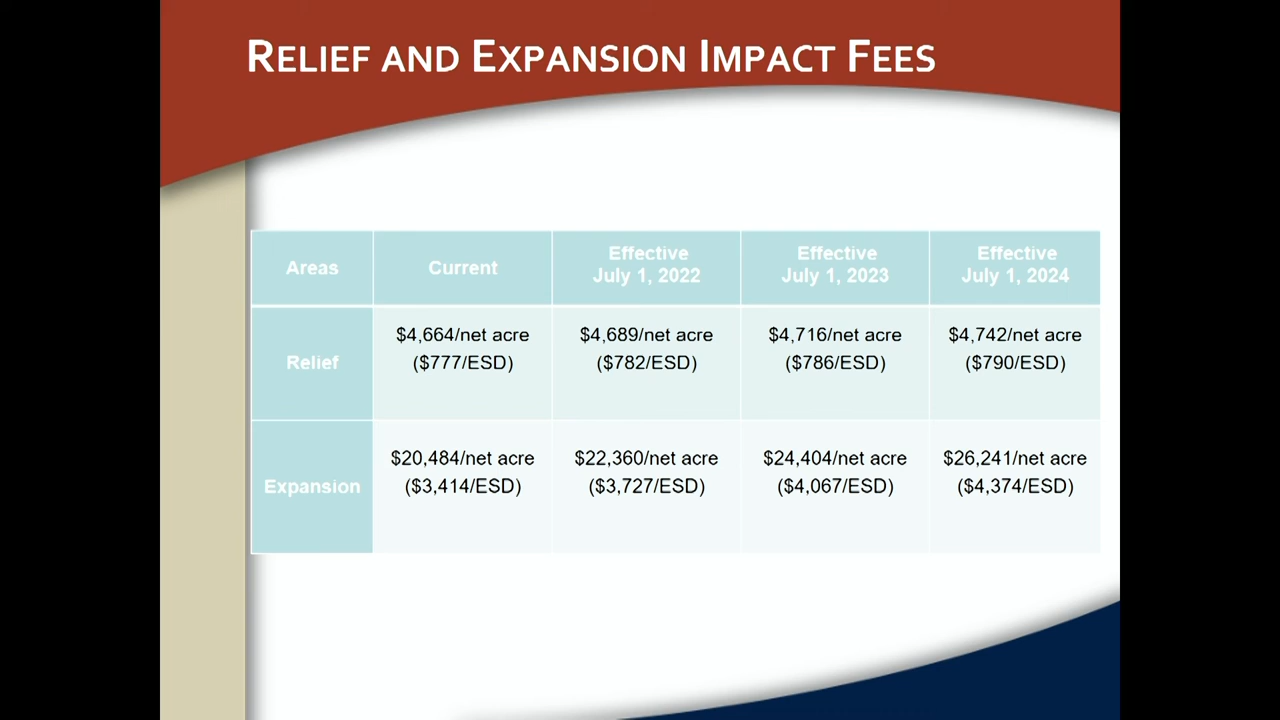 RELIEF AND EXPANSION IMPACT FEES
Areas
Current
Effective
July 1, 2022
Effective
July 1, 2023
Effective
July 1, 2024
Relief
$4,664/net acre
($777/ESD)
$4,689/net acre
($782/ESD)
$4,716/net acre
($786/ESD)
$4,742/net acre
($790/ESD)
Expansion
$20,484/net acre
($3,414/ESD)
$22,360/net acre
($3,727/ESD)
$24,404/net acre
($4,067/ESD)
$26,241/net acre
($4,374/ESD)